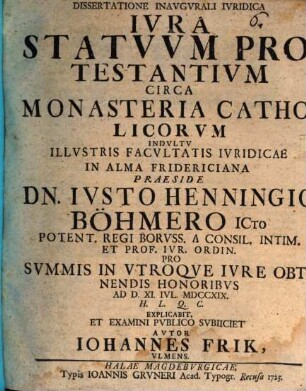 DISSERTATIONE INAVGVRALI IVRIDICA
IVRA
STATVVM PRO
TESTANTIVM
CIRCA
MONASTERIA CATHO
LICORVM
INDVLTV
ILLVSTRIS FACVLTATIS IVRIDICAE
IN ALMA FRIDERICIANA
PRAESIDE
DN. IVSTO HENNINGIO
BÖHMERO ICto
POTENT. REGI BORVSS. A CONSIL. INTIM.
ET PROF. IVR. ORDIN.
PRO
SVMMIS IN VTROQVE IVRE OBTI
NENDIS HONORIBVS
AD D. XI. IVL. MDCCXIX.
H. L. Q. C.
EXPLICABIT,
ET EXAMINI PVBLICO SVBIICIET
AVTOR
IOHANNES FRIK,
VLMENS.
HALAE MAGDEBVRGICAE,
Typis IOANNIS GRVNERI Acad. Typogr. Recusa 1725.